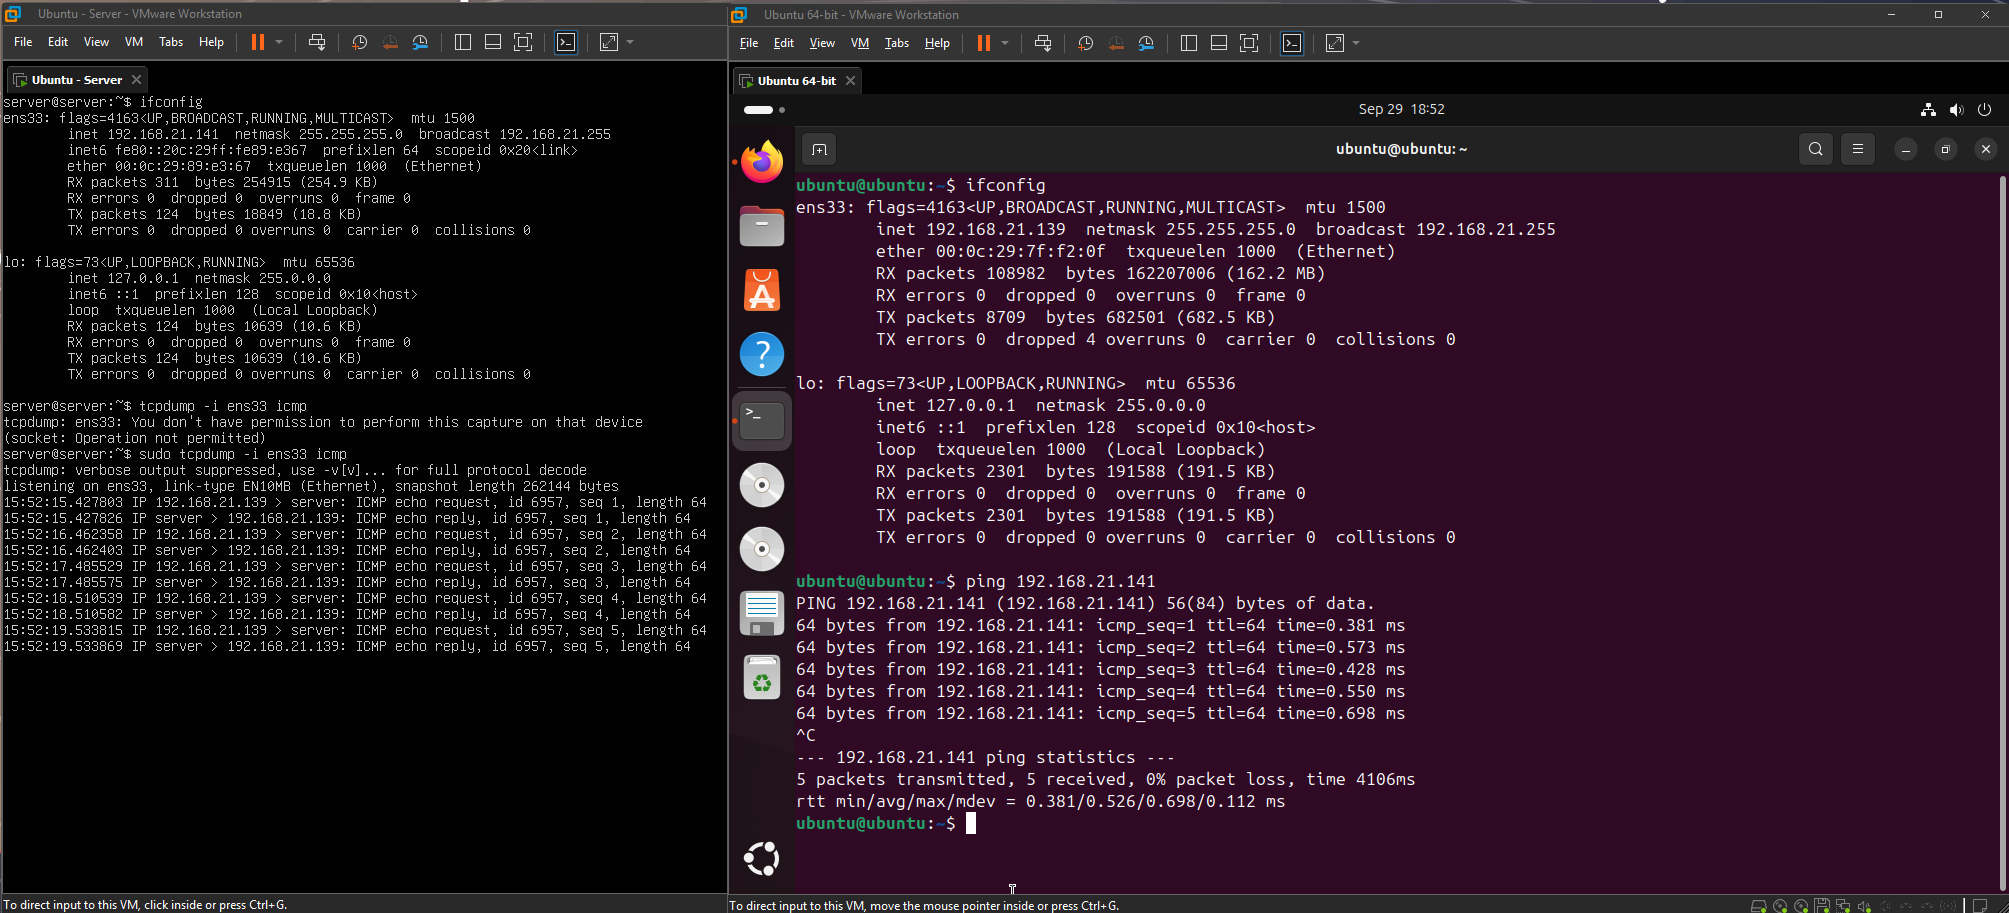 Ubuntu - Server - VMware Workstation
File Edit View VM Tabs Help
Ubuntu - Server
server@server:~$ ifconfig
ens33: flags=4163<UP,BROADCAST,RUNNING,MULTICAST>  mtu 1500
inet 192.168.21.141  netmask 255.255.255.0  broadcast 192.168.21.255
inet6 fe80::20c:29ff:fe89:e367  prefixlen 64  scopeid 0x20<link>
ether 00:0c:29:89:e3:67  txqueuelen 1000  (Ethernet)
RX packets 311  bytes 254915 (254.9 KB)
RX errors 0  dropped 0  overruns 0  frame 0
TX packets 124  bytes 18849 (18.8 KB)
TX errors 0  dropped 0 overruns 0  carrier 0  collisions 0
lo: flags=73<UP,LOOPBACK,RUNNING>  mtu 65536
inet 127.0.0.1  netmask 255.0.0.0
inet6 ::1  prefixlen 128  scopeid 0x10<host>
loop  txqueuelen 1000  (Local Loopback)
RX packets 124  bytes 10639 (10.6 KB)
RX errors 0  dropped 0  overruns 0  frame 0
TX packets 124  bytes 10639 (10.6 KB)
TX errors 0  dropped 0 overruns 0  carrier 0  collisions 0
server@server:~$ tcpdump -i ens33 icmp
tcpdump: ens33: You don't have permission to perform this capture on that device
(socket: Operation not permitted)
server@server:~$ sudo tcpdump -i ens33 icmp
tcpdump: verbose output suppressed, use -v[v]... for full protocol decode
listening on ens33, link-type EN10MB (Ethernet), snapshot length 262144 bytes
15:52:15.427803 IP 192.168.21.139 > server: ICMP echo request, id 6957, seq 1, length 64
15:52:15.427826 IP server > 192.168.21.139: ICMP echo reply, id 6957, seq 1, length 64
15:52:16.462358 IP 192.168.21.139 > server: ICMP echo request, id 6957, seq 2, length 64
15:52:16.462403 IP server > 192.168.21.139: ICMP echo reply, id 6957, seq 2, length 64
15:52:17.485529 IP 192.168.21.139 > server: ICMP echo request, id 6957, seq 3, length 64
15:52:17.485575 IP server > 192.168.21.139: ICMP echo reply, id 6957, seq 3, length 64
15:52:18.510539 IP 192.168.21.139 > server: ICMP echo request, id 6957, seq 4, length 64
15:52:18.510582 IP server > 192.168.21.139: ICMP echo reply, id 6957, seq 4, length 64
15:52:19.533815 IP 192.168.21.139 > server: ICMP echo request, id 6957, seq 5, length 64
15:52:19.533869 IP server > 192.168.21.139: ICMP echo reply, id 6957, seq 5, length 64
To direct input to this VM, click inside or press Ctrl+G.
Ubuntu 64-bit - VMware Workstation
File Edit View VM Tabs Help
Ubuntu 64-bit
Sep 29  18:52
ubuntu@ubuntu: ~
ubuntu@ubuntu:~$ ifconfig
ens33: flags=4163<UP,BROADCAST,RUNNING,MULTICAST>  mtu 1500
inet 192.168.21.139  netmask 255.255.255.0  broadcast 192.168.21.255
ether 00:0c:29:7f:f2:0f  txqueuelen 1000  (Ethernet)
RX packets 108982  bytes 162207006 (162.2 MB)
RX errors 0  dropped 0  overruns 0  frame 0
TX packets 8709  bytes 682501 (682.5 KB)
TX errors 0  dropped 4 overruns 0  carrier 0  collisions 0
lo: flags=73<UP,LOOPBACK,RUNNING>  mtu 65536
inet 127.0.0.1  netmask 255.0.0.0
inet6 ::1  prefixlen 128  scopeid 0x10<host>
loop  txqueuelen 1000  (Local Loopback)
RX packets 2301  bytes 191588 (191.5 KB)
RX errors 0  dropped 0  overruns 0  frame 0
TX packets 2301  bytes 191588 (191.5 KB)
TX errors 0  dropped 0 overruns 0  carrier 0  collisions 0
ubuntu@ubuntu:~$ ping 192.168.21.141
PING 192.168.21.141 (192.168.21.141) 56(84) bytes of data.
64 bytes from 192.168.21.141: icmp_seq=1 ttl=64 time=0.381 ms
64 bytes from 192.168.21.141: icmp_seq=2 ttl=64 time=0.573 ms
64 bytes from 192.168.21.141: icmp_seq=3 ttl=64 time=0.428 ms
64 bytes from 192.168.21.141: icmp_seq=4 ttl=64 time=0.550 ms
64 bytes from 192.168.21.141: icmp_seq=5 ttl=64 time=0.698 ms
^C
--- 192.168.21.141 ping statistics ---
5 packets transmitted, 5 received, 0% packet loss, time 4106ms
rtt min/avg/max/mdev = 0.381/0.526/0.698/0.112 ms
ubuntu@ubuntu:~$
To direct input to this VM, move the mouse pointer inside or press Ctrl+G.